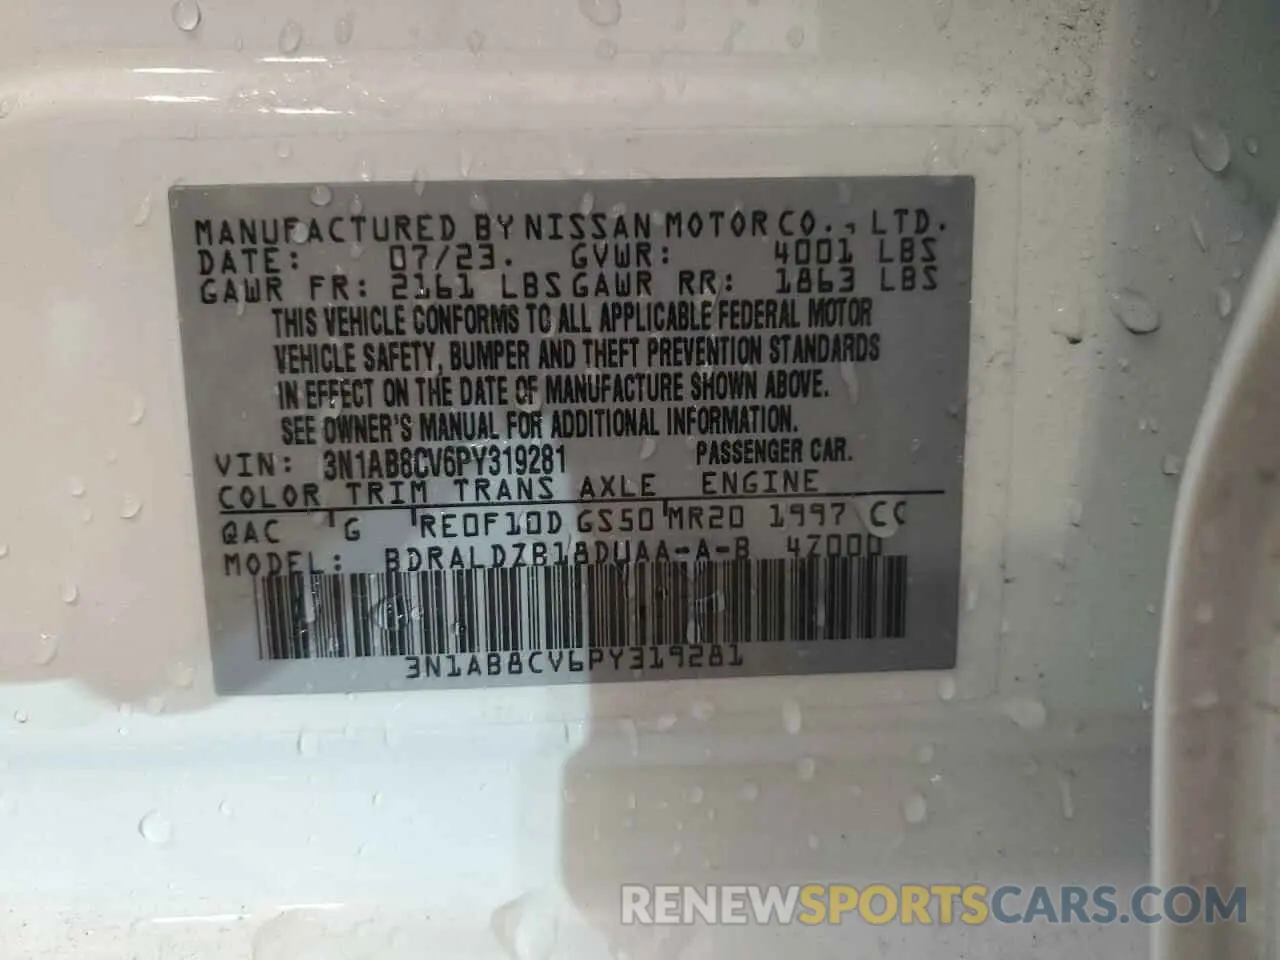 MANUFACTURED BY NISSAN MOTOR CO., LTD.
DATE: 07/23. GVWR: 4001 LBS
GAWR FR: 2161 LBS GAWR RR: 1863 LBS
THIS VEHICLE CONFORMS TO ALL APPLICABLE FEDERAL MOTOR
VEHICLE SAFETY, BUMPER AND THEFT PREVENTION STANDARDS
IN EFFECT ON THE DATE OF MANUFACTURE SHOWN ABOVE.
SEE OWNER'S MANUAL FOR ADDITIONAL INFORMATION.
VIN: 3N1AB8CV6PY319281 PASSENGER CAR.
COLOR TRIM TRANS AXLE ENGINE
QAC G RE0F10D GS50 MR20 1997 CC
MODEL: BDRALDZB18DUAA-A-B 47000
3N1AB8CV6PY319281
RENEWSPORTSCARS.COM